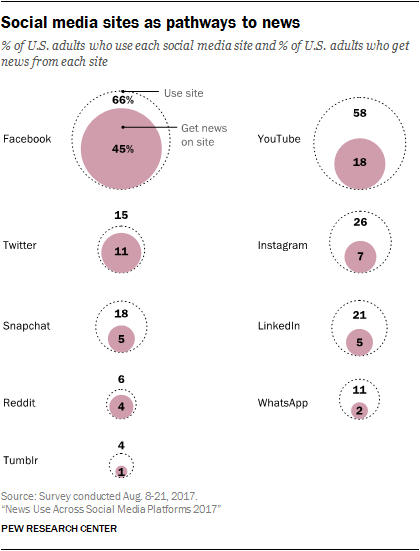 Social media sites as pathways to news
% of U.S. adults who use each social media site and % of U.S. adults who get
news from each site
Use site
66%
Get news
on site
Facebook
45%
58
YouTube
18
15
Twitter
11
26
Instagram
7
18
Snapchat
5
21
LinkedIn
5
6
Reddit
4
11
WhatsApp
2
4
Tumblr
1
Source: Survey conducted Aug. 8-21, 2017.
"News Use Across Social Media Platforms 2017"
PEW RESEARCH CENTER